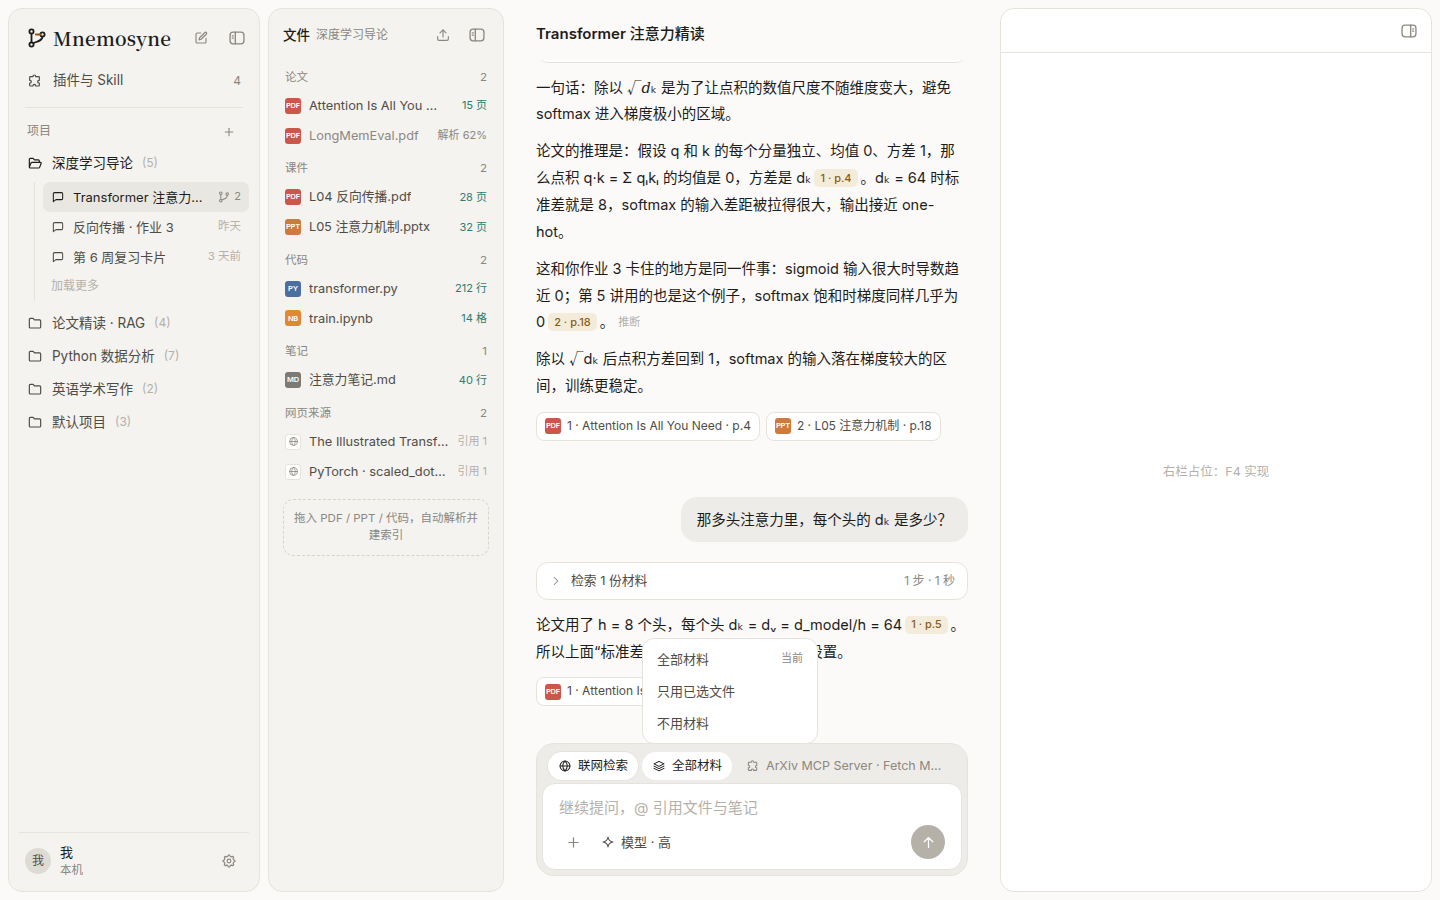 Mnemosyne
插件与 Skill 4
项目
深度学习导论 (5)
Transformer 注意力... 2
反向传播 · 作业 3 昨天
第 6 周复习卡片 3 天前
加载更多
论文精读 · RAG (4)
Python 数据分析 (7)
英语学术写作 (2)
默认项目 (3)
我 我
本机
文件 深度学习导论
论文 2
PDF Attention Is All You ... 15 页
PDF LongMemEval.pdf 解析 62%
课件 2
PDF L04 反向传播.pdf 28 页
PPT L05 注意力机制.pptx 32 页
代码 2
PY transformer.py 212 行
NB train.ipynb 14 格
笔记 1
MD 注意力笔记.md 40 行
网页来源 2
The Illustrated Transf... 引用 1
PyTorch · scaled_dot... 引用 1
拖入 PDF / PPT / 代码，自动解析并
建索引
Transformer 注意力精读
一句话：除以 √dₖ 是为了让点积的数值尺度不随维度变大，避免
softmax 进入梯度极小的区域。
论文的推理是：假设 q 和 k 的每个分量独立、均值 0、方差 1，那
么点积 q·k = Σ qᵢkᵢ 的均值是 0，方差是 dₖ 1 · p.4 。dₖ = 64 时标
准差就是 8，softmax 的输入差距被拉得很大，输出接近 one-
hot。
这和你作业 3 卡住的地方是同一件事：sigmoid 输入很大时导数趋
近 0；第 5 讲用的也是这个例子，softmax 饱和时梯度同样几乎为
0 2 · p.18 。 推断
除以 √dₖ 后点积方差回到 1，softmax 的输入落在梯度较大的区
间，训练更稳定。
PDF 1 · Attention Is All You Need · p.4 PPT 2 · L05 注意力机制 · p.18
那多头注意力里，每个头的 dₖ 是多少？
检索 1 份材料 1 步 · 1 秒
论文用了 h = 8 个头，每个头 dₖ = dᵥ = d_model/h = 64 1 · p.5 。
所以上面“标准差 设置。
PDF 1 · Attention Is
全部材料 当前
只用已选文件
不用材料
联网检索 全部材料 ArXiv MCP Server · Fetch M...
继续提问，@ 引用文件与笔记
模型 · 高
右栏占位：F4 实现